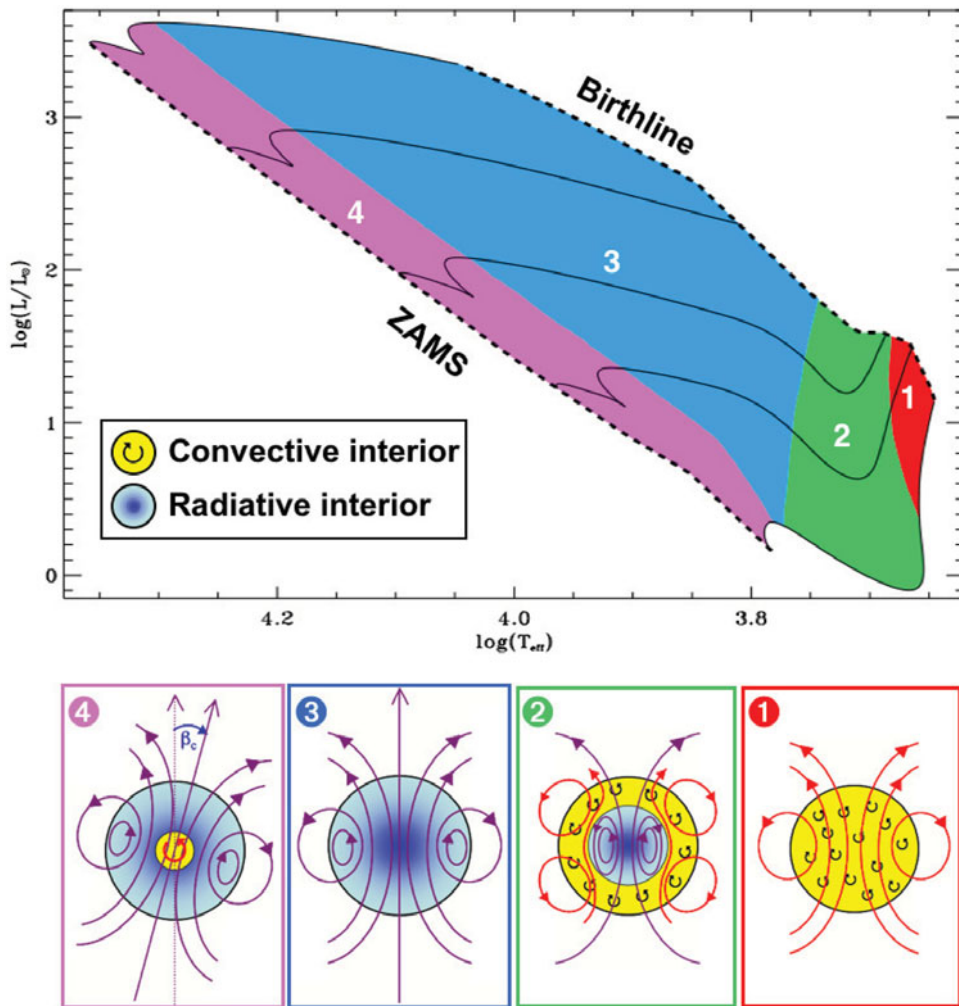 Birthline
3
log(L/L⊙)
2
1
0
4
3
2
1
ZAMS
Convective interior
Radiative interior
4.2
4.0
3.8
log(Teff)
4
3
2
1
βc